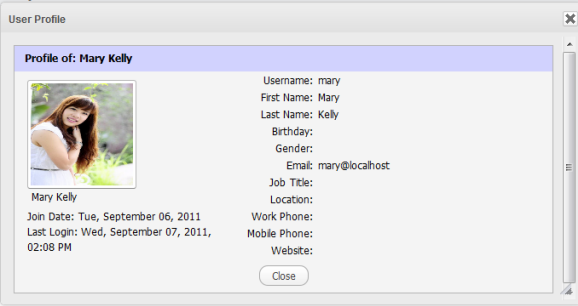 User Profile
Profile of: Mary Kelly
Mary Kelly
Join Date: Tue, September 06, 2011
Last Login: Wed, September 07, 2011,
02:08 PM
Username: mary
First Name: Mary
Last Name: Kelly
Birthday:
Gender:
Email: mary@localhost
Job Title:
Location:
Work Phone:
Mobile Phone:
Website:
Close